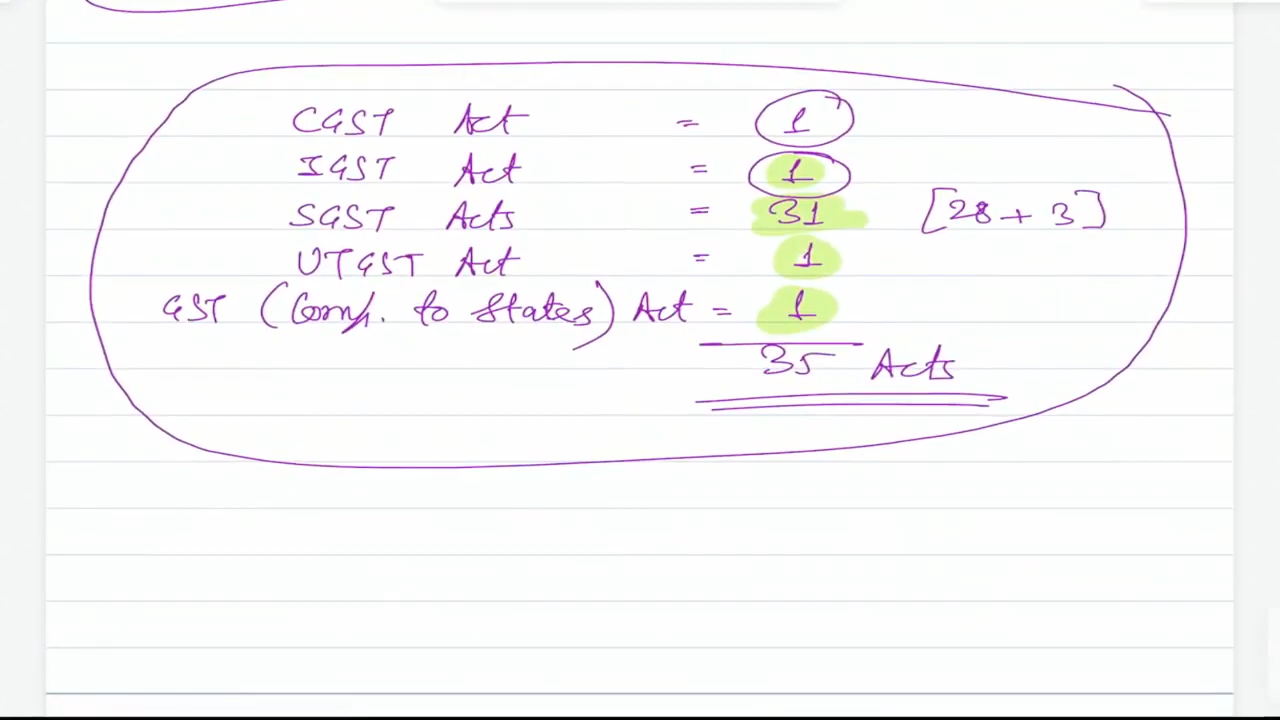 CGST Act = 1
IGST Act = 1
SGST Acts = 31 [28 + 3]
UTGST Act = 1
GST (Comp. to States) Act = 1
35 Acts